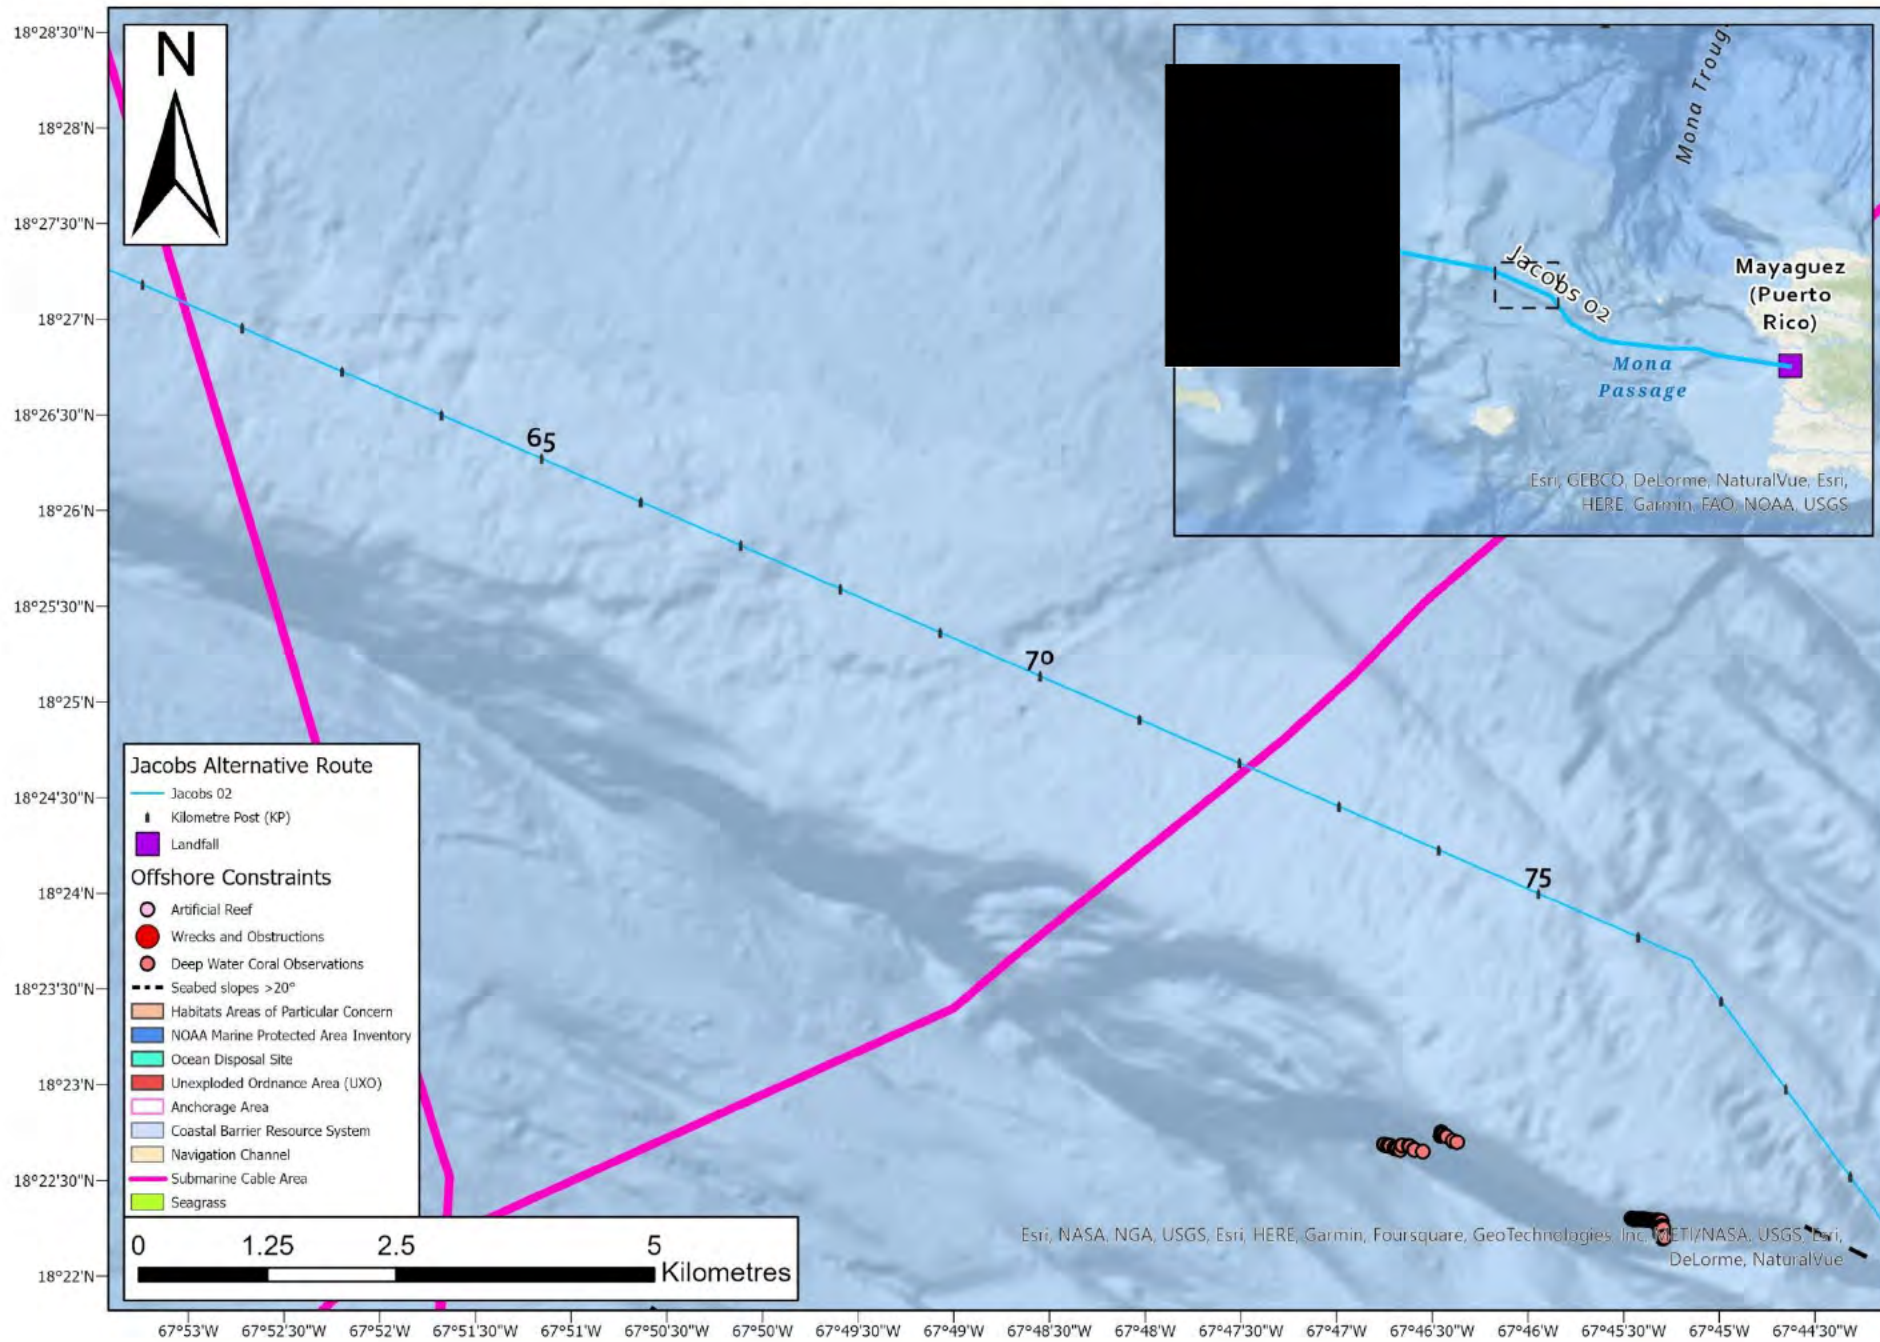 18°28'30"N
18°28'N
18°27'30"N
18°27'N
18°26'30"N
18°26'N
18°25'30"N
18°25'N
18°24'30"N
18°24'N
18°23'30"N
18°23'N
18°22'30"N
18°22'N
N
Mona Troug
Jacobs 02
Mayaguez
(Puerto
Rico)
Mona
Passage
Esri, GEBCO, DeLorme, NaturalVue, Esri,
HERE, Garmin, FAO, NOAA, USGS
65
70
75
Jacobs Alternative Route
Jacobs 02
Kilometre Post (KP)
Landfall
Offshore Constraints
Artificial Reef
Wrecks and Obstructions
Deep Water Coral Observations
Seabed slopes >20°
Habitats Areas of Particular Concern
NOAA Marine Protected Area Inventory
Ocean Disposal Site
Unexploded Ordnance Area (UXO)
Anchorage Area
Coastal Barrier Resource System
Navigation Channel
Submarine Cable Area
Seagrass
0 1.25 2.5 5
Kilometres
Esri, NASA, NGA, USGS, Esri, HERE, Garmin, Foursquare, GeoTechnologies, Inc, METI/NASA, USGS, Esri,
DeLorme, NaturalVue
67°53'W 67°52'30"W 67°52'W 67°51'30"W 67°51'W 67°50'30"W 67°50'W 67°49'30"W 67°49'W 67°48'30"W 67°48'W 67°47'30"W 67°47'W 67°46'30"W 67°46'W 67°45'30"W 67°45'W 67°44'30"W